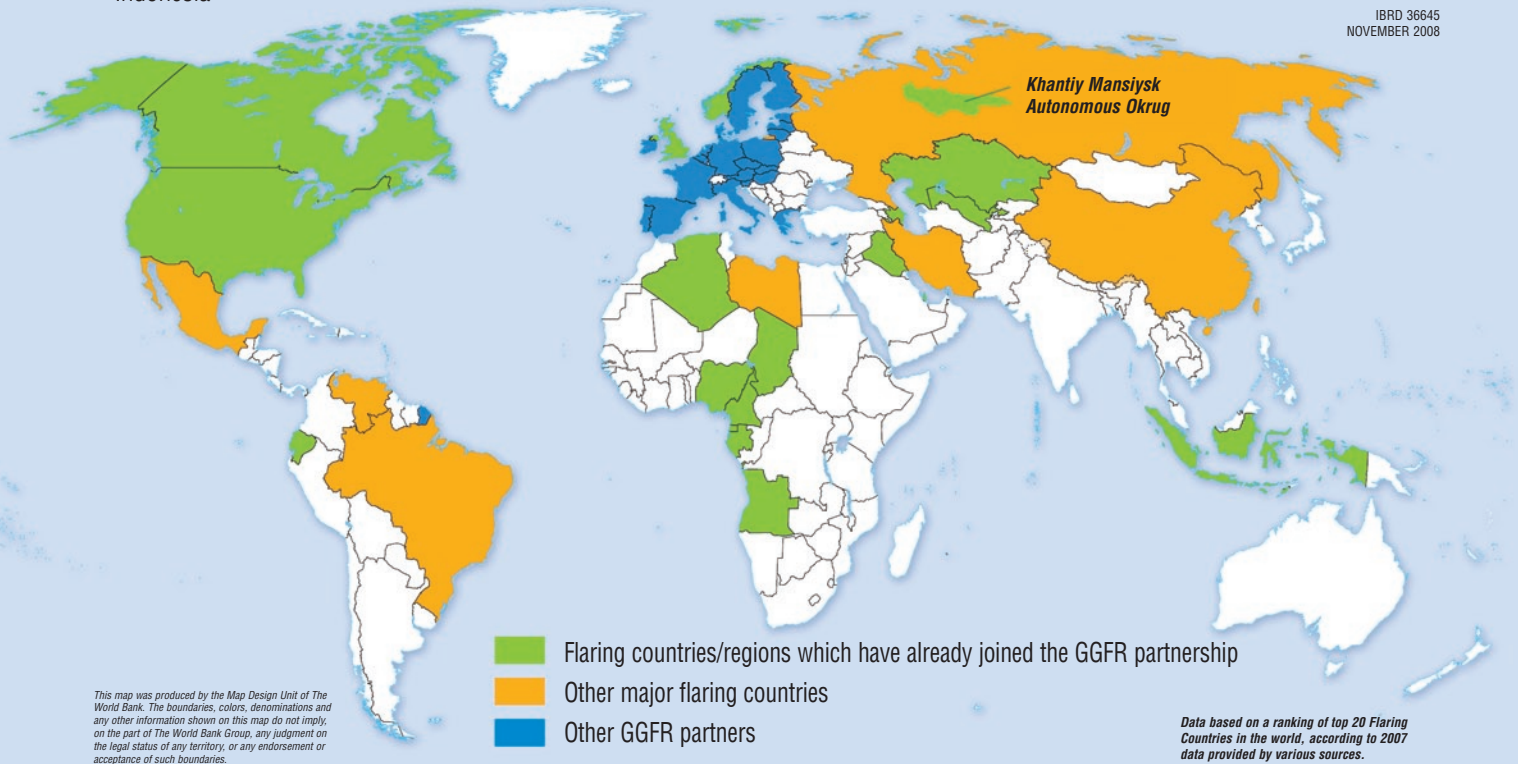 Indonesia
IBRD 36645
NOVEMBER 2008
Khantiy Mansiysk
Autonomous Okrug
Flaring countries/regions which have already joined the GGFR partnership
Other major flaring countries
Other GGFR partners
This map was produced by the Map Design Unit of The
World Bank. The boundaries, colors, denominations and
any other information shown on this map do not imply,
on the part of The World Bank Group, any judgment on
the legal status of any territory, or any endorsement or
acceptance of such boundaries.
Data based on a ranking of top 20 Flaring
Countries in the world, according to 2007
data provided by various sources.